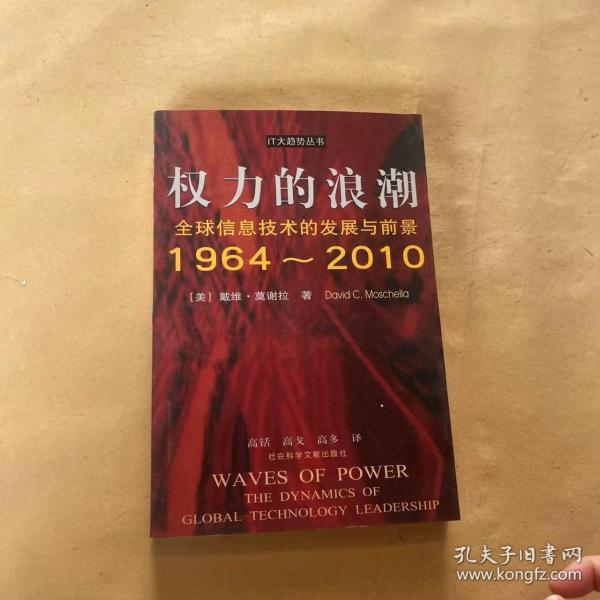 IT大趋势丛书
权力的浪潮
全球信息技术的发展与前景
1964～2010
[美] 戴维·莫谢拉 著 David C. Moschella
高铦 高戈 高多 译
社会科学文献出版社
WAVES OF POWER
THE DYNAMICS OF
GLOBAL TECHNOLOGY LEADERSHIP
孔夫子旧书网
www.kongfz.com